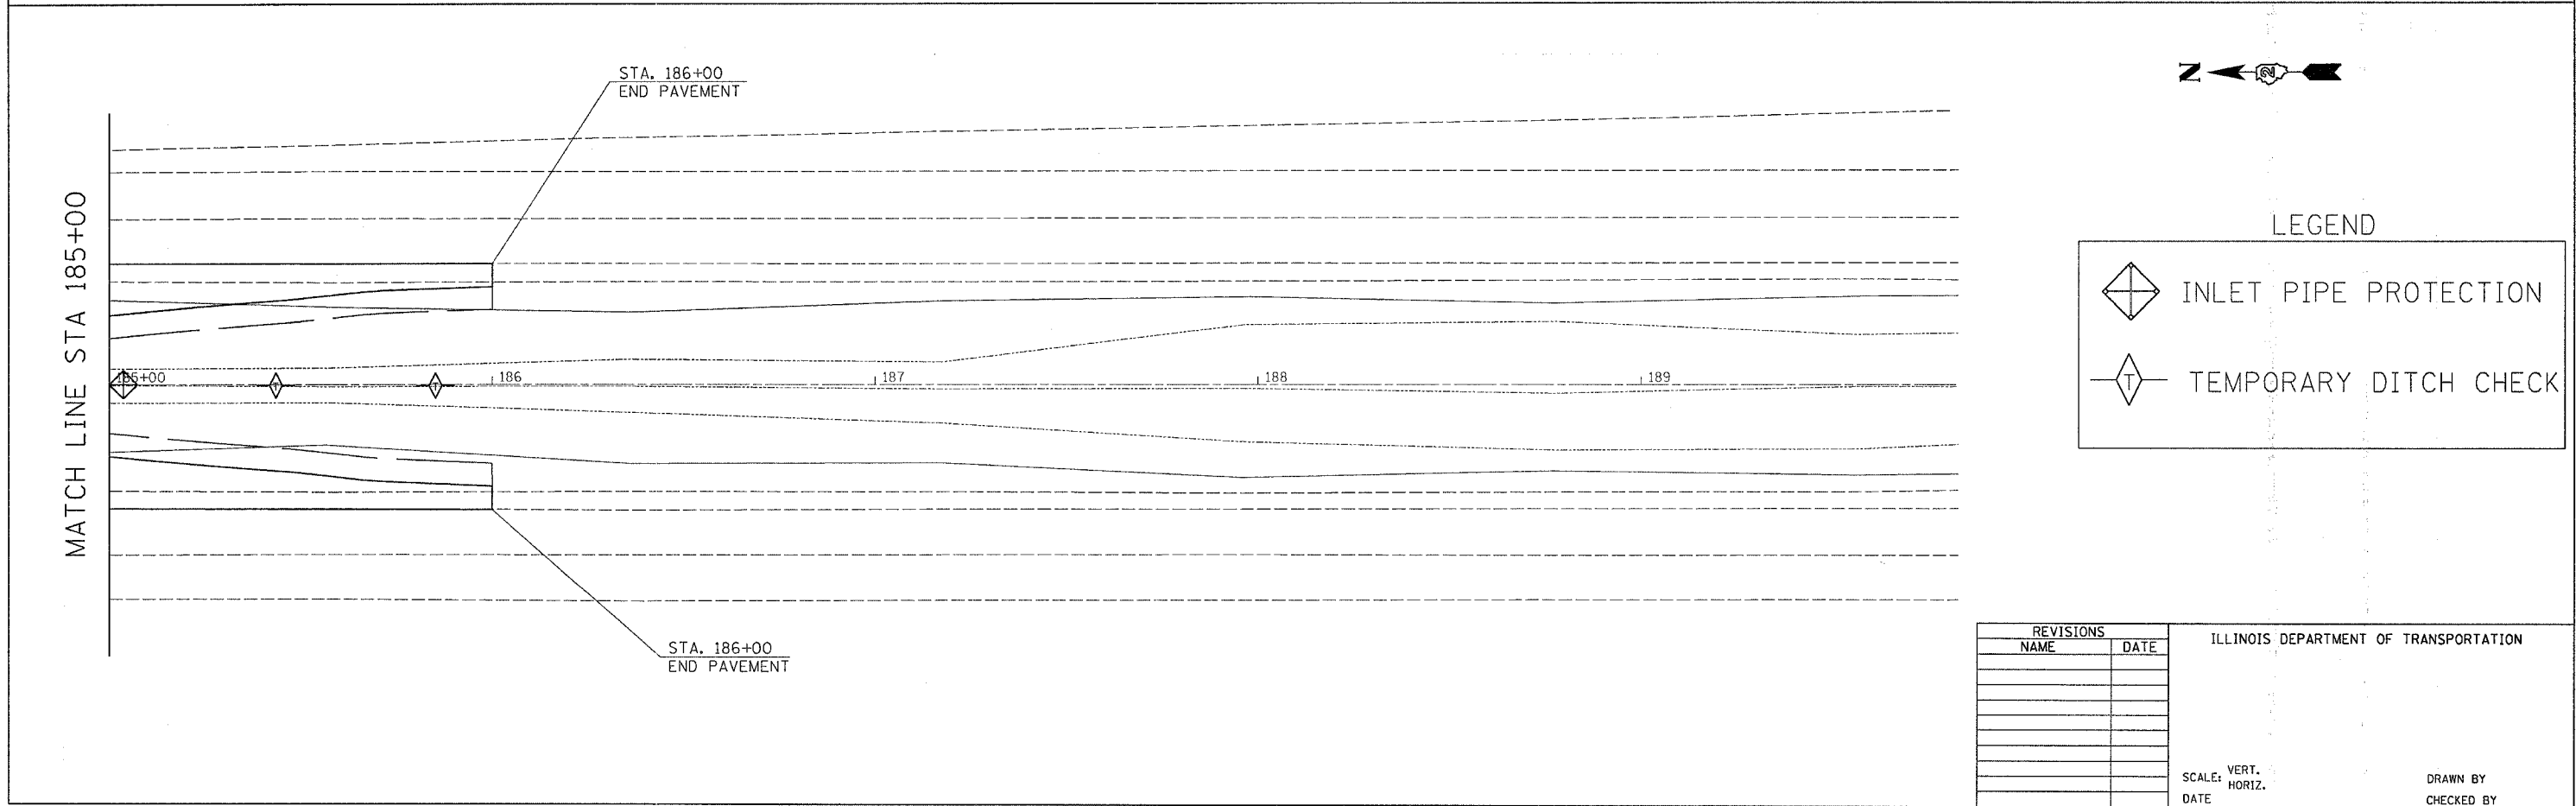 STA. 186+00
END PAVEMENT
N
2
MATCH LINE STA 185+00
LEGEND
INLET PIPE PROTECTION
T
TEMPORARY DITCH CHECK
185+00
T
T
186
187
188
189
STA. 186+00
END PAVEMENT
REVISIONS
NAME
DATE
ILLINOIS DEPARTMENT OF TRANSPORTATION
SCALE: VERT.
HORIZ.
DATE
DRAWN BY
CHECKED BY